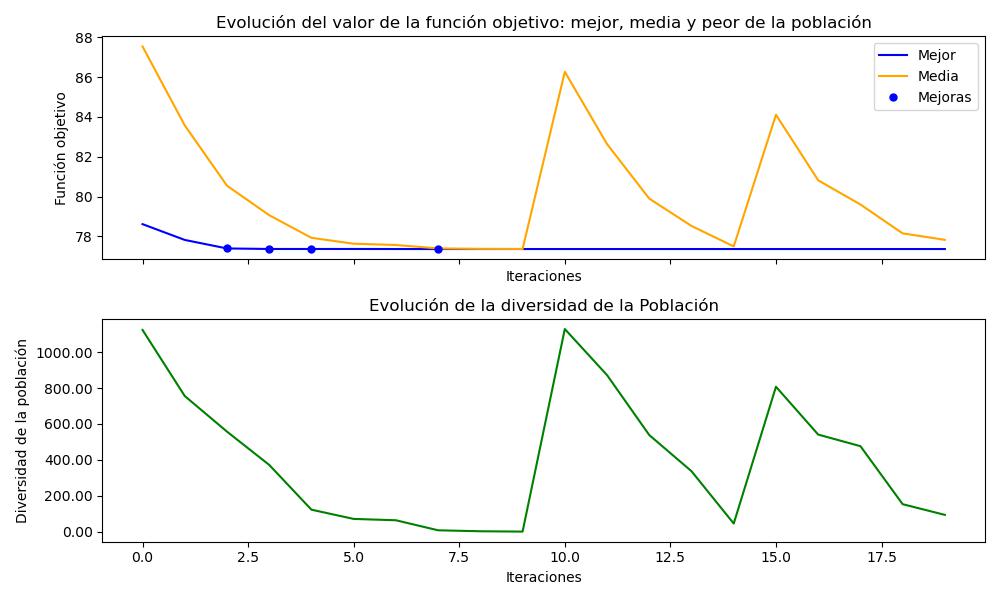 Evolución del valor de la función objetivo: mejor, media y peor de la población
88
86
84
82
80
78
Función objetivo
Mejor
Media
Mejoras
Iteraciones
Evolución de la diversidad de la Población
1000.00
800.00
600.00
400.00
200.00
0.00
Diversidad de la población
0.0 2.5 5.0 7.5 10.0 12.5 15.0 17.5
Iteraciones